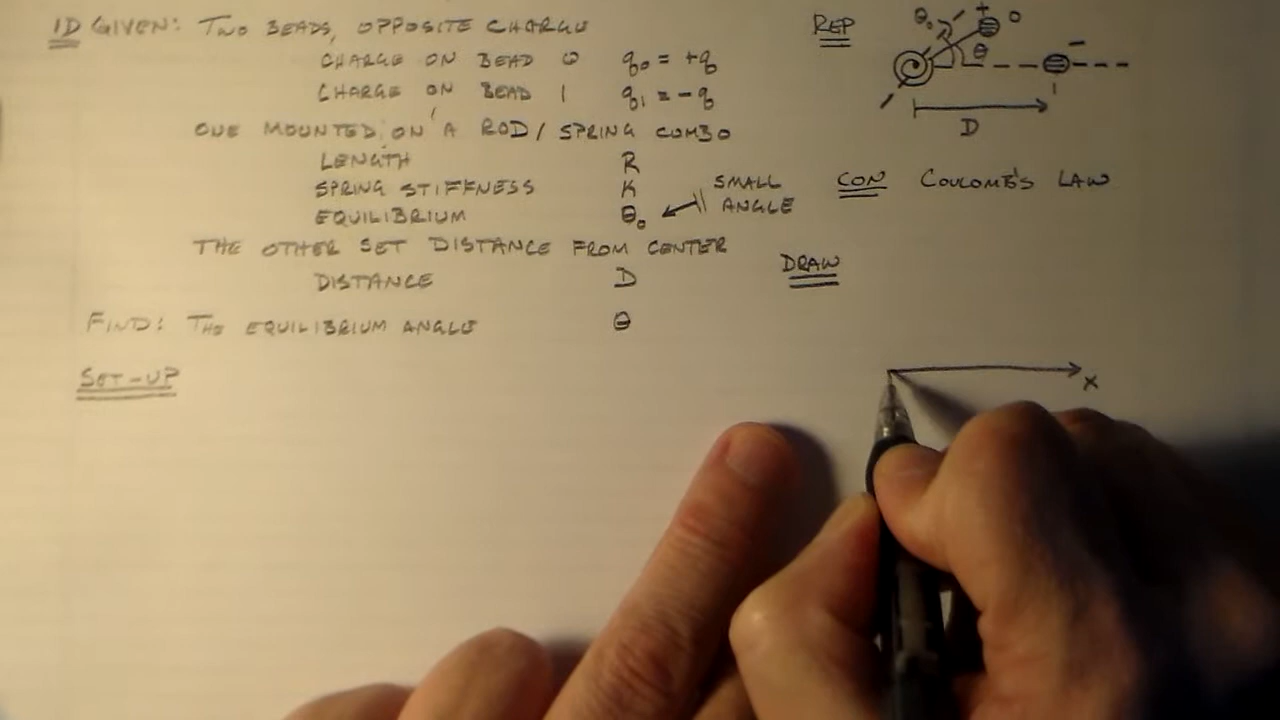 ID GIVEN: TWO BEADS, OPPOSITE CHARGE
CHARGE ON BEAD 0 q₀ = +q
CHARGE ON BEAD 1 q₁ = -q
ONE MOUNTED ON A ROD/SPRING COMBO
LENGTH R
SPRING STIFFNESS K
EQUILIBRIUM θ₀
SMALL
ANGLE
THE OTHER SET DISTANCE FROM CENTER
DISTANCE D
FIND: THE EQUILIBRIUM ANGLE θ
SET-UP
REP
θ₀ + 0
θ -
1
D
CON COULOMB'S LAW
DRAW
x